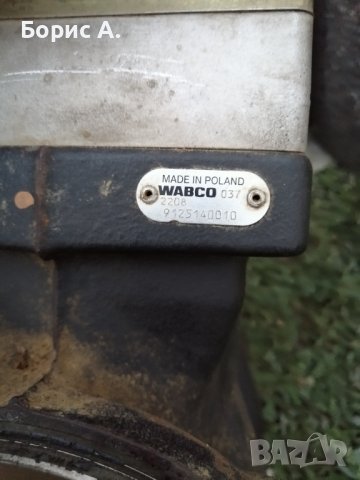 Борис А.
MADE IN POLAND
WABCO 037
2208
9125140010
BAZAR